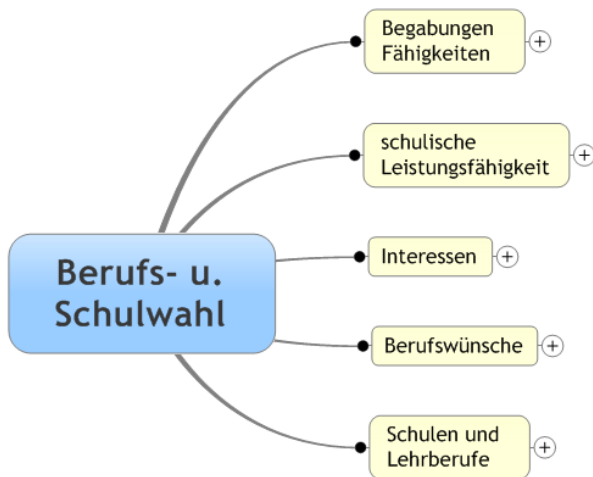 Begabungen
Fähigkeiten
schulische
Leistungsfähigkeit
Berufs- u.
Schulwahl
Interessen
Berufswünsche
Schulen und
Lehrberufe